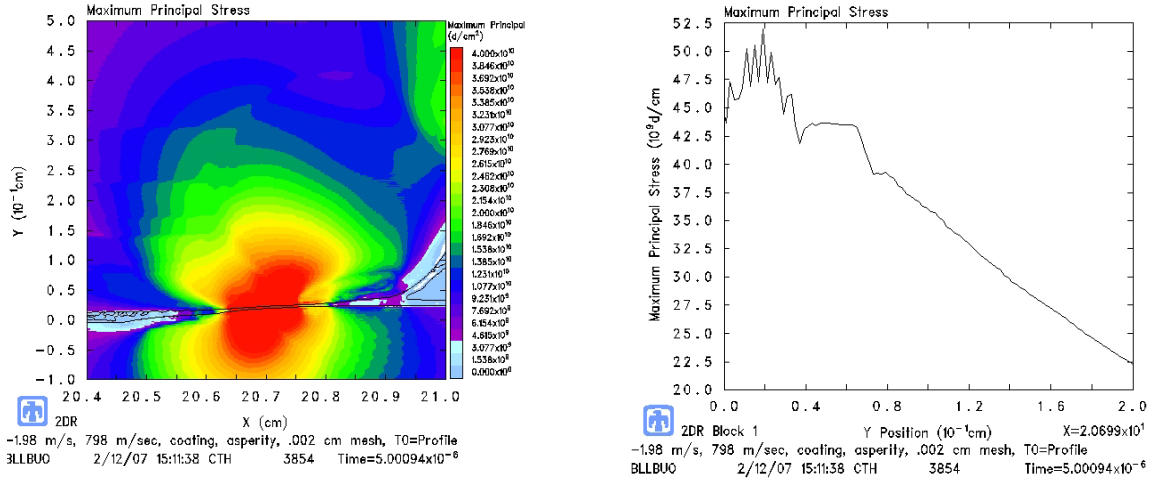 Maximum Principal Stress
Maximum Principal
(d/cm²)
4.000x10¹⁰
3.846x10¹⁰
3.692x10¹⁰
3.538x10¹⁰
3.385x10¹⁰
3.231x10¹⁰
3.077x10¹⁰
2.923x10¹⁰
2.769x10¹⁰
2.615x10¹⁰
2.462x10¹⁰
2.308x10¹⁰
2.154x10¹⁰
2.000x10¹⁰
1.846x10¹⁰
1.692x10¹⁰
1.538x10¹⁰
1.385x10¹⁰
1.231x10¹⁰
1.077x10¹⁰
9.231x10⁹
7.692x10⁹
6.154x10⁹
4.615x10⁹
3.077x10⁹
1.538x10⁹
0.000x10⁰
5.0
4.5
4.0
3.5
3.0
2.5
2.0
1.5
1.0
0.5
0.0
-0.5
-1.0
Y (10⁻¹cm)
20.4 20.5 20.6 20.7 20.8 20.9 21.0
X (cm)
2DR
-1.98 m/s, 798 m/sec, coating, asperity, .002 cm mesh, T0=Profile
BLLBUO 2/12/07 15:11:38 CTH 3854 Time=5.00094x10⁻⁶
Maximum Principal Stress
52.5
50.0
47.5
45.0
42.5
40.0
37.5
35.0
32.5
30.0
27.5
25.0
22.5
20.0
Maximum Principal Stress (10⁹d/cm
0.0 0.4 0.8 1.2 1.6 2.0
2DR Block 1 Y Position (10⁻¹cm) X=2.0699x10¹
-1.98 m/s, 798 m/sec, coating, asperity, .002 cm mesh, T0=Profile
BLLBUO 2/12/07 15:11:38 CTH 3854 Time=5.00094x10⁻⁶